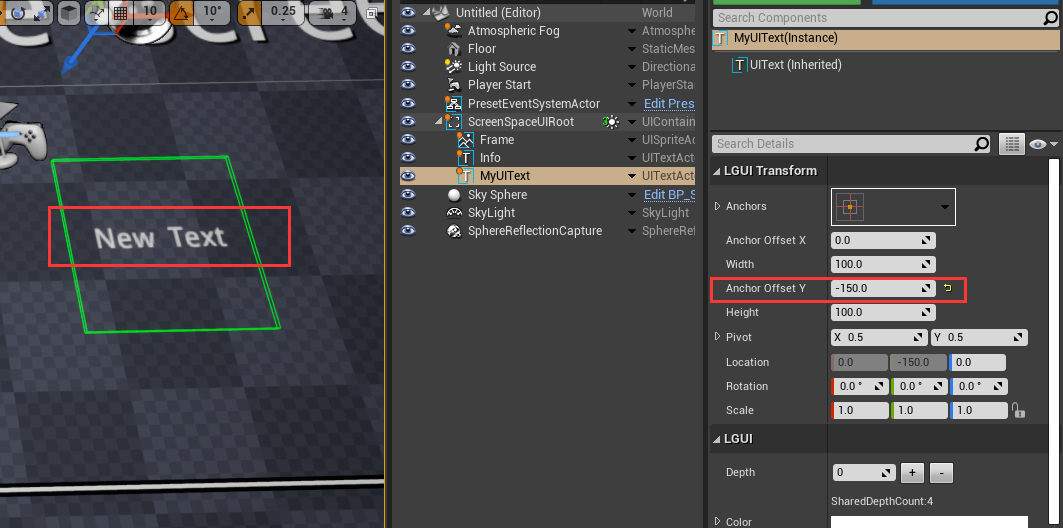 10
10°
0.25
4
New Text
Untitled (Editor) World
Atmospheric Fog Atmosphe
Floor StaticMes
Light Source Directiona
Player Start PlayerStar
PresetEventSystemActor Edit Pres
ScreenSpaceUIRoot UIContain
Frame UISpriteAc
Info UITextActo
MyUIText UITextActo
Sky Sphere Edit BP_S
SkyLight SkyLight
SphereReflectionCapture SphereRef
Search Components
MyUIText(Instance)
UIText (Inherited)
Search Details
LGUI Transform
Anchors
Anchor Offset X 0.0
Width 100.0
Anchor Offset Y -150.0
Height 100.0
Pivot X 0.5 Y 0.5
Location 0.0 -150.0 0.0
Rotation 0.0 ° 0.0 ° 0.0 °
Scale 1.0 1.0 1.0
LGUI
Depth 0 + -
SharedDepthCount:4
Color